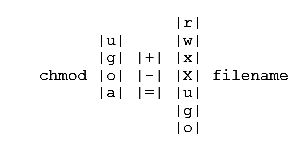 |r|
|u| |w|
|g| |+| |x|
chmod |o| |-| |X| filename
|a| |=| |u|
|g|
|o|